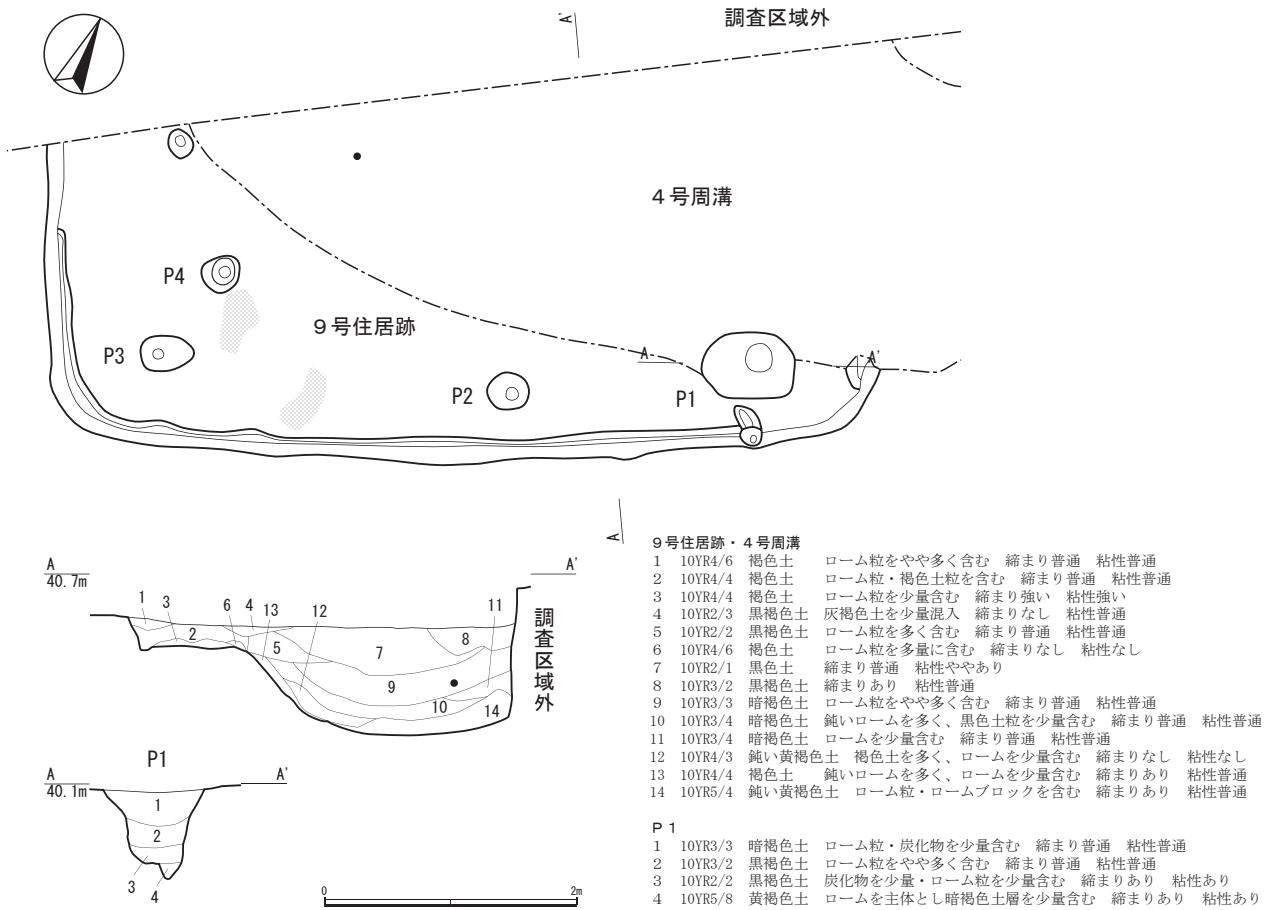 調査区域外
A'
４号周溝
P4
９号住居跡
P3
A
A'
P2
P1
A
A
40.7m
A'
1 3 6 4 13 12 11
2 5 7 8
9
10 14
調査区域外
P1
A
40.1m
A'
1
2
3
4
0 2m
９号住居跡・４号周溝
1 10YR4/6 褐色土 ローム粒をやや多く含む 締まり普通 粘性普通
2 10YR4/4 褐色土 ローム粒・褐色土粒を含む 締まり普通 粘性普通
3 10YR4/4 褐色土 ローム粒を少量含む 締まり強い 粘性強い
4 10YR2/3 黒褐色土 灰褐色土を少量混入 締まりなし 粘性普通
5 10YR2/2 黒褐色土 ローム粒を多く含む 締まり普通 粘性普通
6 10YR4/6 褐色土 ローム粒を多量に含む 締まりなし 粘性なし
7 10YR2/1 黒色土 締まり普通 粘性ややあり
8 10YR3/2 黒褐色土 締まりあり 粘性普通
9 10YR3/3 暗褐色土 ローム粒をやや多く含む 締まり普通 粘性普通
10 10YR3/4 暗褐色土 鈍いロームを多く、黒色土粒を少量含む 締まり普通 粘性普通
11 10YR3/4 暗褐色土 ロームを少量含む 締まり普通 粘性普通
12 10YR4/3 鈍い黄褐色土 褐色土を多く、ロームを少量含む 締まりなし 粘性なし
13 10YR4/4 褐色土 鈍いロームを多く、ロームを少量含む 締まりあり 粘性普通
14 10YR5/4 鈍い黄褐色土 ローム粒・ロームブロックを含む 締まりあり 粘性普通
Ｐ１
1 10YR3/3 暗褐色土 ローム粒・炭化物を少量含む 締まり普通 粘性普通
2 10YR3/2 黒褐色土 ローム粒をやや多く含む 締まり普通 粘性普通
3 10YR2/2 黒褐色土 炭化物を少量・ローム粒を少量含む 締まりあり 粘性あり
4 10YR5/8 黄褐色土 ロームを主体とし暗褐色土層を少量含む 締まりあり 粘性あり